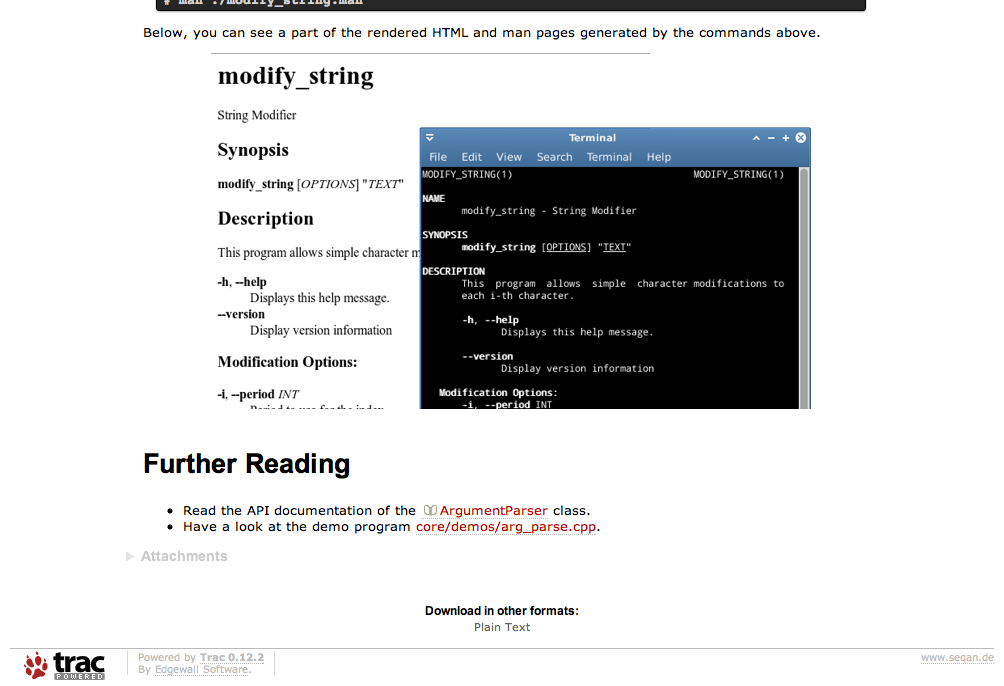 # man ./modify_string.man
Below, you can see a part of the rendered HTML and man pages generated by the commands above.
modify_string
String Modifier
Synopsis
modify_string [OPTIONS] "TEXT"
Description
This program allows simple character m
-h, --help
Displays this help message.
--version
Display version information
Modification Options:
-i, --period INT
Period to use for the index
Terminal
File Edit View Search Terminal Help
MODIFY_STRING(1) MODIFY_STRING(1)
NAME
modify_string - String Modifier
SYNOPSIS
modify_string [OPTIONS] "TEXT"
DESCRIPTION
This program allows simple character modifications to
each i-th character.
-h, --help
Displays this help message.
--version
Display version information
Modification Options:
-i, --period INT
Further Reading
• Read the API documentation of the ArgumentParser class.
• Have a look at the demo program core/demos/arg_parse.cpp.
Attachments
Download in other formats:
Plain Text
trac
POWERED
Powered by Trac 0.12.2
By Edgewall Software.
www.seqan.de